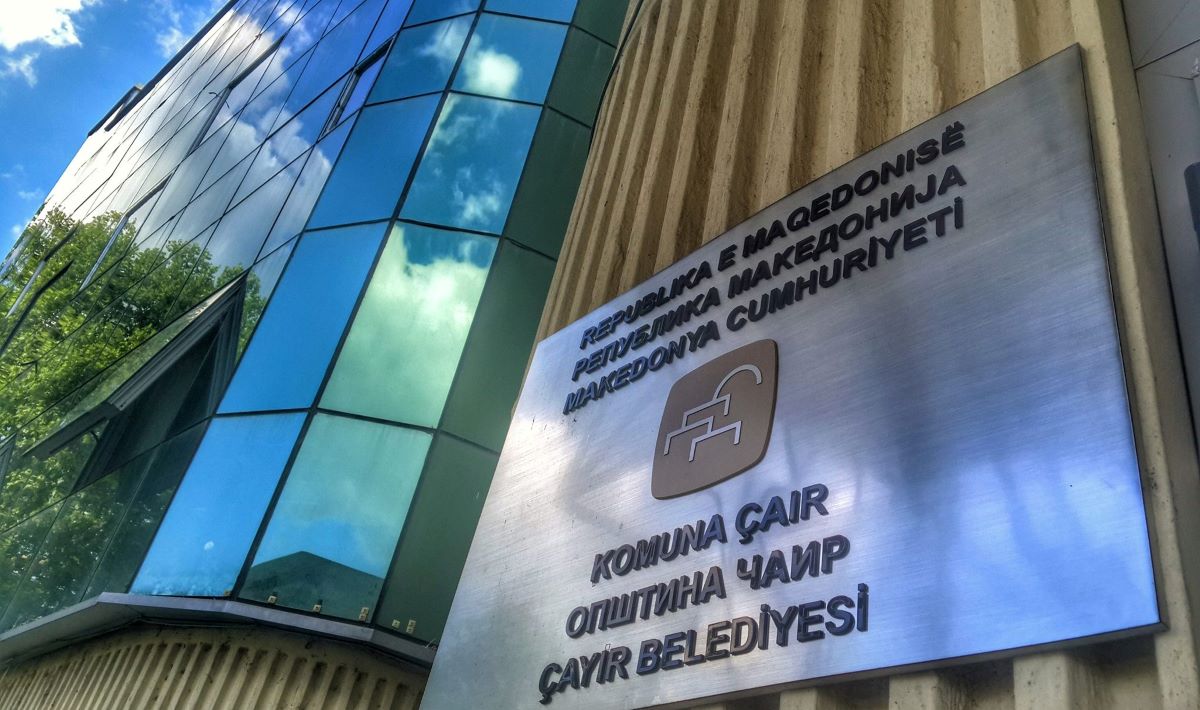 REPUBLIKA E MAQEDONISË
РЕПУБЛИКА МАКЕДОНИЈА
MAKEDONYA CUMHURİYETİ
KOMUNA ÇAIR
ОПШТИНА ЧАИР
ÇAYIR BELEDİYESİ